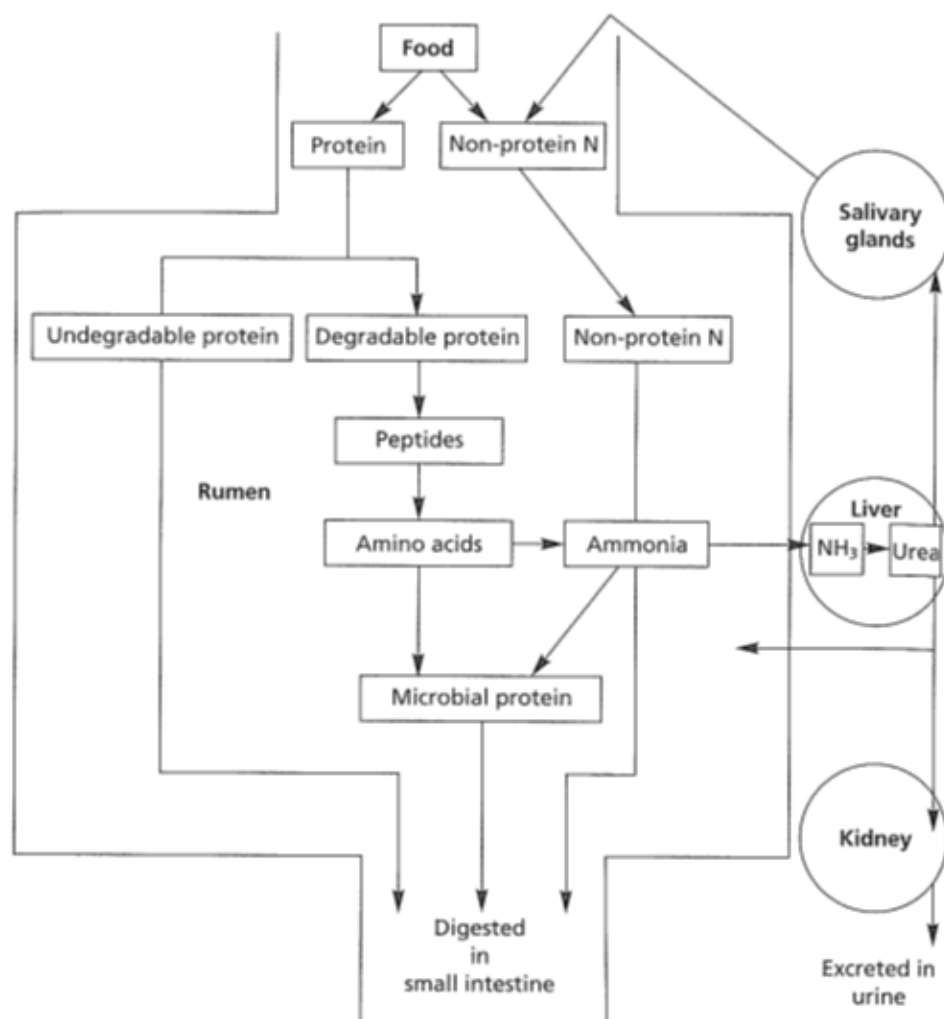 Food
Protein
Non-protein N
Salivary
glands
Undegradable protein
Degradable protein
Non-protein N
Peptides
Rumen
Liver
Amino acids
Ammonia
NH₃
Urea
Microbial protein
Kidney
Digested
in
small intestine
Excreted in
urine